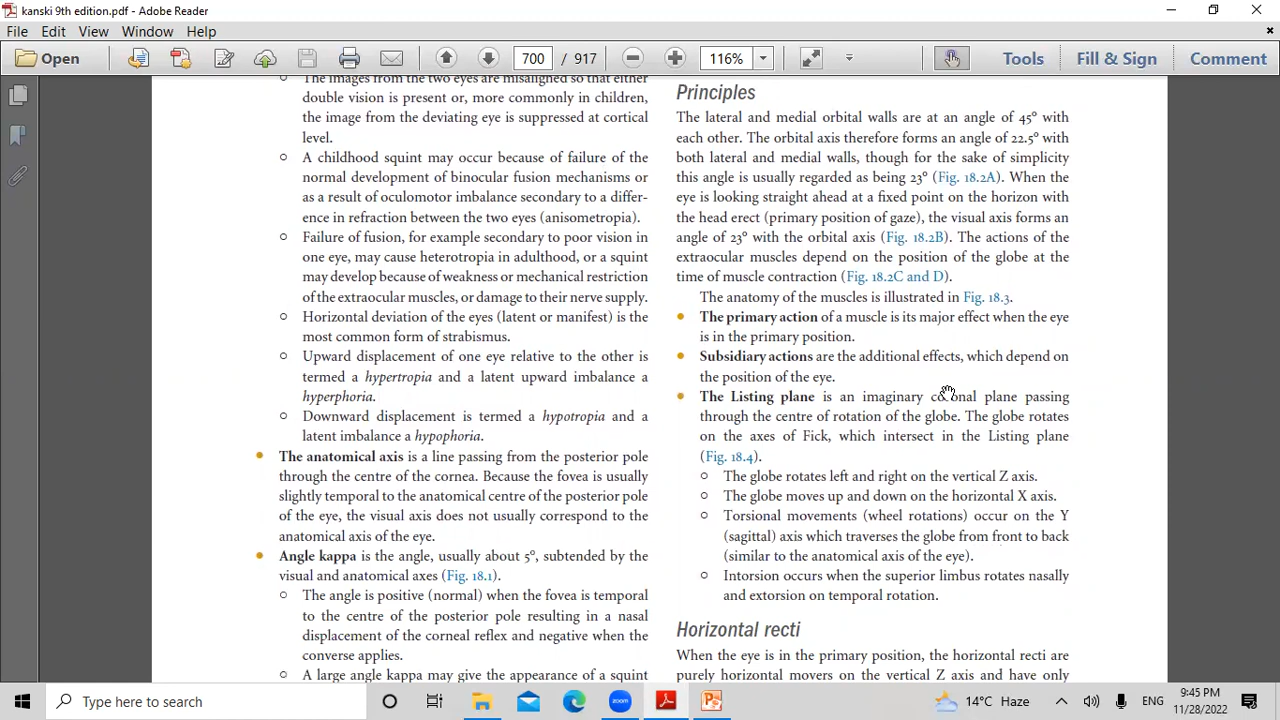 kanski 9th edition.pdf - Adobe Reader
File Edit View Window Help
Open 700 / 917 116% Tools Fill & Sign Comment
The images from the two eyes are misaligned so that either
double vision is present or, more commonly in children,
the image from the deviating eye is suppressed at cortical
level.
A childhood squint may occur because of failure of the
normal development of binocular fusion mechanisms or
as a result of oculomotor imbalance secondary to a differ-
ence in refraction between the two eyes (anisometropia).
Failure of fusion, for example secondary to poor vision in
one eye, may cause heterotropia in adulthood, or a squint
may develop because of weakness or mechanical restriction
of the extraocular muscles, or damage to their nerve supply.
Horizontal deviation of the eyes (latent or manifest) is the
most common form of strabismus.
Upward displacement of one eye relative to the other is
termed a hypertropia and a latent upward imbalance a
hyperphoria.
Downward displacement is termed a hypotropia and a
latent imbalance a hypophoria.
The anatomical axis is a line passing from the posterior pole
through the centre of the cornea. Because the fovea is usually
slightly temporal to the anatomical centre of the posterior pole
of the eye, the visual axis does not usually correspond to the
anatomical axis of the eye.
Angle kappa is the angle, usually about 5°, subtended by the
visual and anatomical axes (Fig. 18.1).
The angle is positive (normal) when the fovea is temporal
to the centre of the posterior pole resulting in a nasal
displacement of the corneal reflex and negative when the
converse applies.
A large angle kappa may give the appearance of a squint
Principles
The lateral and medial orbital walls are at an angle of 45° with
each other. The orbital axis therefore forms an angle of 22.5° with
both lateral and medial walls, though for the sake of simplicity
this angle is usually regarded as being 23° (Fig. 18.2A). When the
eye is looking straight ahead at a fixed point on the horizon with
the head erect (primary position of gaze), the visual axis forms an
angle of 23° with the orbital axis (Fig. 18.2B). The actions of the
extraocular muscles depend on the position of the globe at the
time of muscle contraction (Fig. 18.2C and D).
The anatomy of the muscles is illustrated in Fig. 18.3.
The primary action of a muscle is its major effect when the eye
is in the primary position.
Subsidiary actions are the additional effects, which depend on
the position of the eye.
The Listing plane is an imaginary coronal plane passing
through the centre of rotation of the globe. The globe rotates
on the axes of Fick, which intersect in the Listing plane
(Fig. 18.4).
The globe rotates left and right on the vertical Z axis.
The globe moves up and down on the horizontal X axis.
Torsional movements (wheel rotations) occur on the Y
(sagittal) axis which traverses the globe from front to back
(similar to the anatomical axis of the eye).
Intorsion occurs when the superior limbus rotates nasally
and extorsion on temporal rotation.
Horizontal recti
When the eye is in the primary position, the horizontal recti are
purely horizontal movers on the vertical Z axis and have only
Type here to search
zoom
14°C Haze
ENG
9:45 PM
11/28/2022